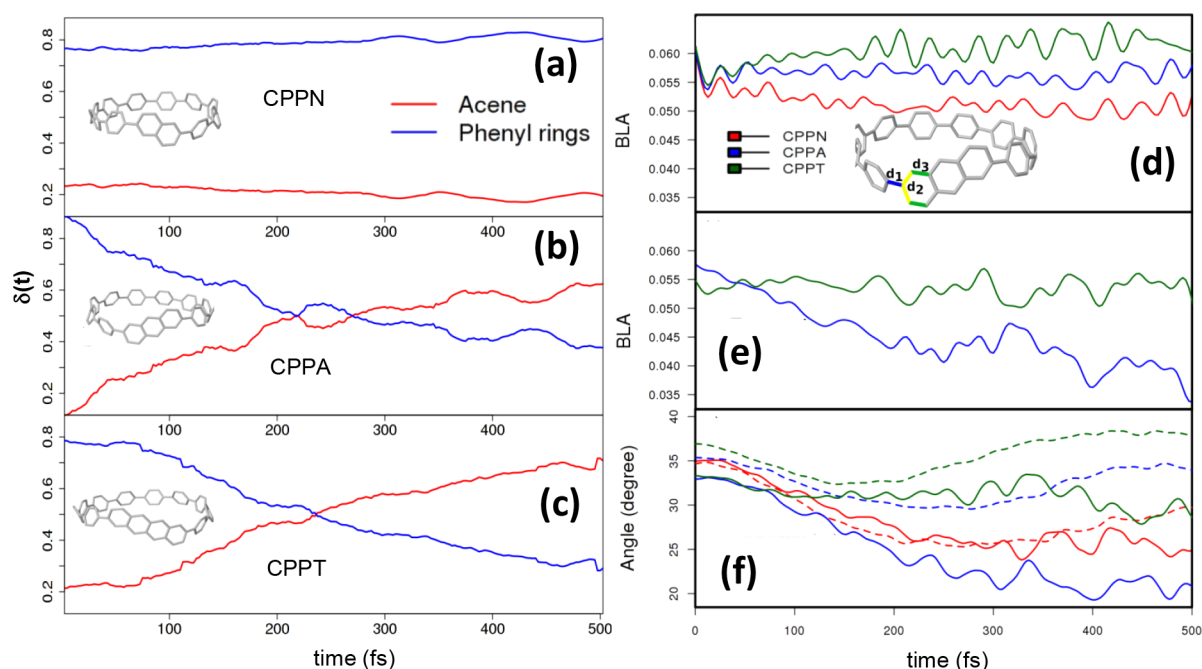 0.8
0.6
0.4
0.2
(a)
CPPN
Acene
Phenyl rings
100
200
300
400
0.8
0.6
0.4
0.2
(b)
CPPA
δ(t)
100
200
300
400
0.8
0.6
0.4
0.2
(c)
CPPT
100
200
300
400
500
time (fs)
BLA
0.060
0.055
0.050
0.045
0.040
0.035
CPPN
CPPA
CPPT
d1
d2
d3
(d)
BLA
0.060
0.055
0.050
0.045
0.040
0.035
(e)
Angle (degree)
40
35
30
25
20
(f)
0
100
200
300
400
500
time (fs)